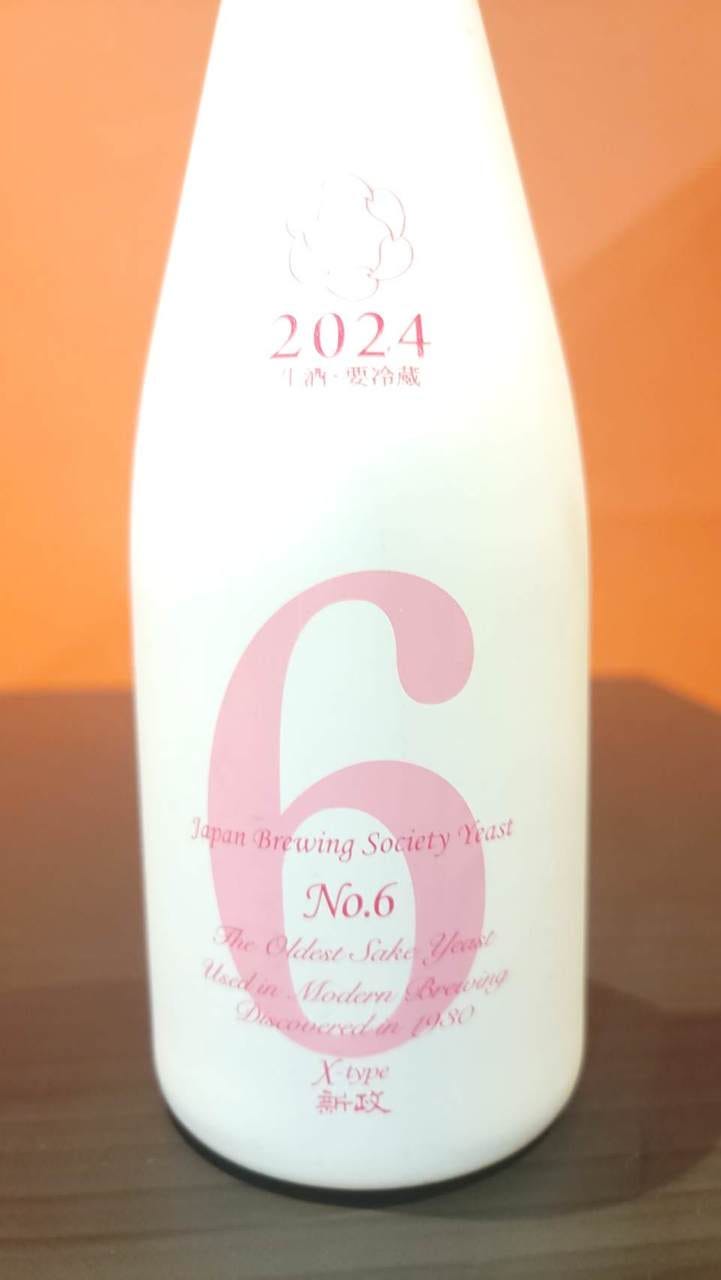 2024
生酒・要冷蔵
6
Japan Brewing Society Yeast
No.6
The Oldest Sake Yeast
Used in Modern Brewing
Discovered in 1930
X-type
新政